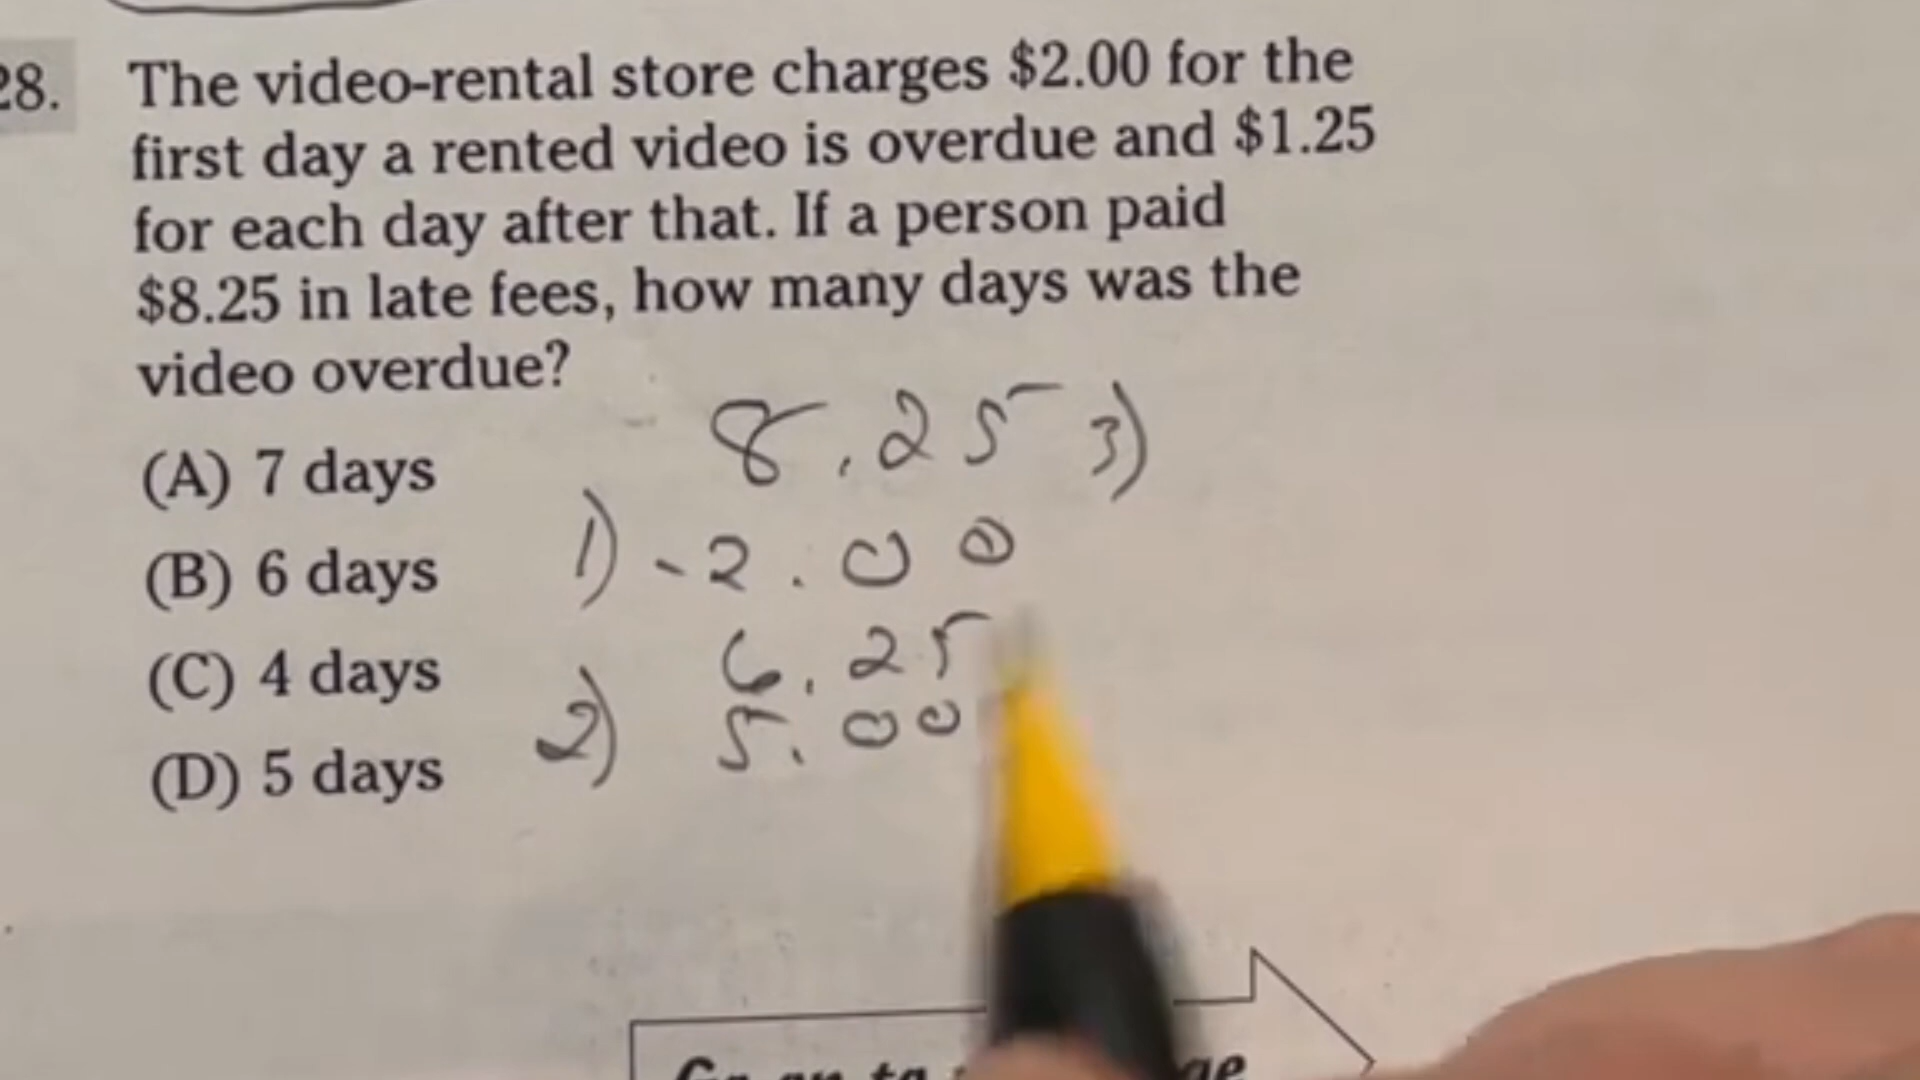 28. The video-rental store charges $2.00 for the
first day a rented video is overdue and $1.25
for each day after that. If a person paid
$8.25 in late fees, how many days was the
video overdue?
(A) 7 days
(B) 6 days
(C) 4 days
(D) 5 days
8.25 3)
1) -2.00
6.25
2) 5.00
Go on to